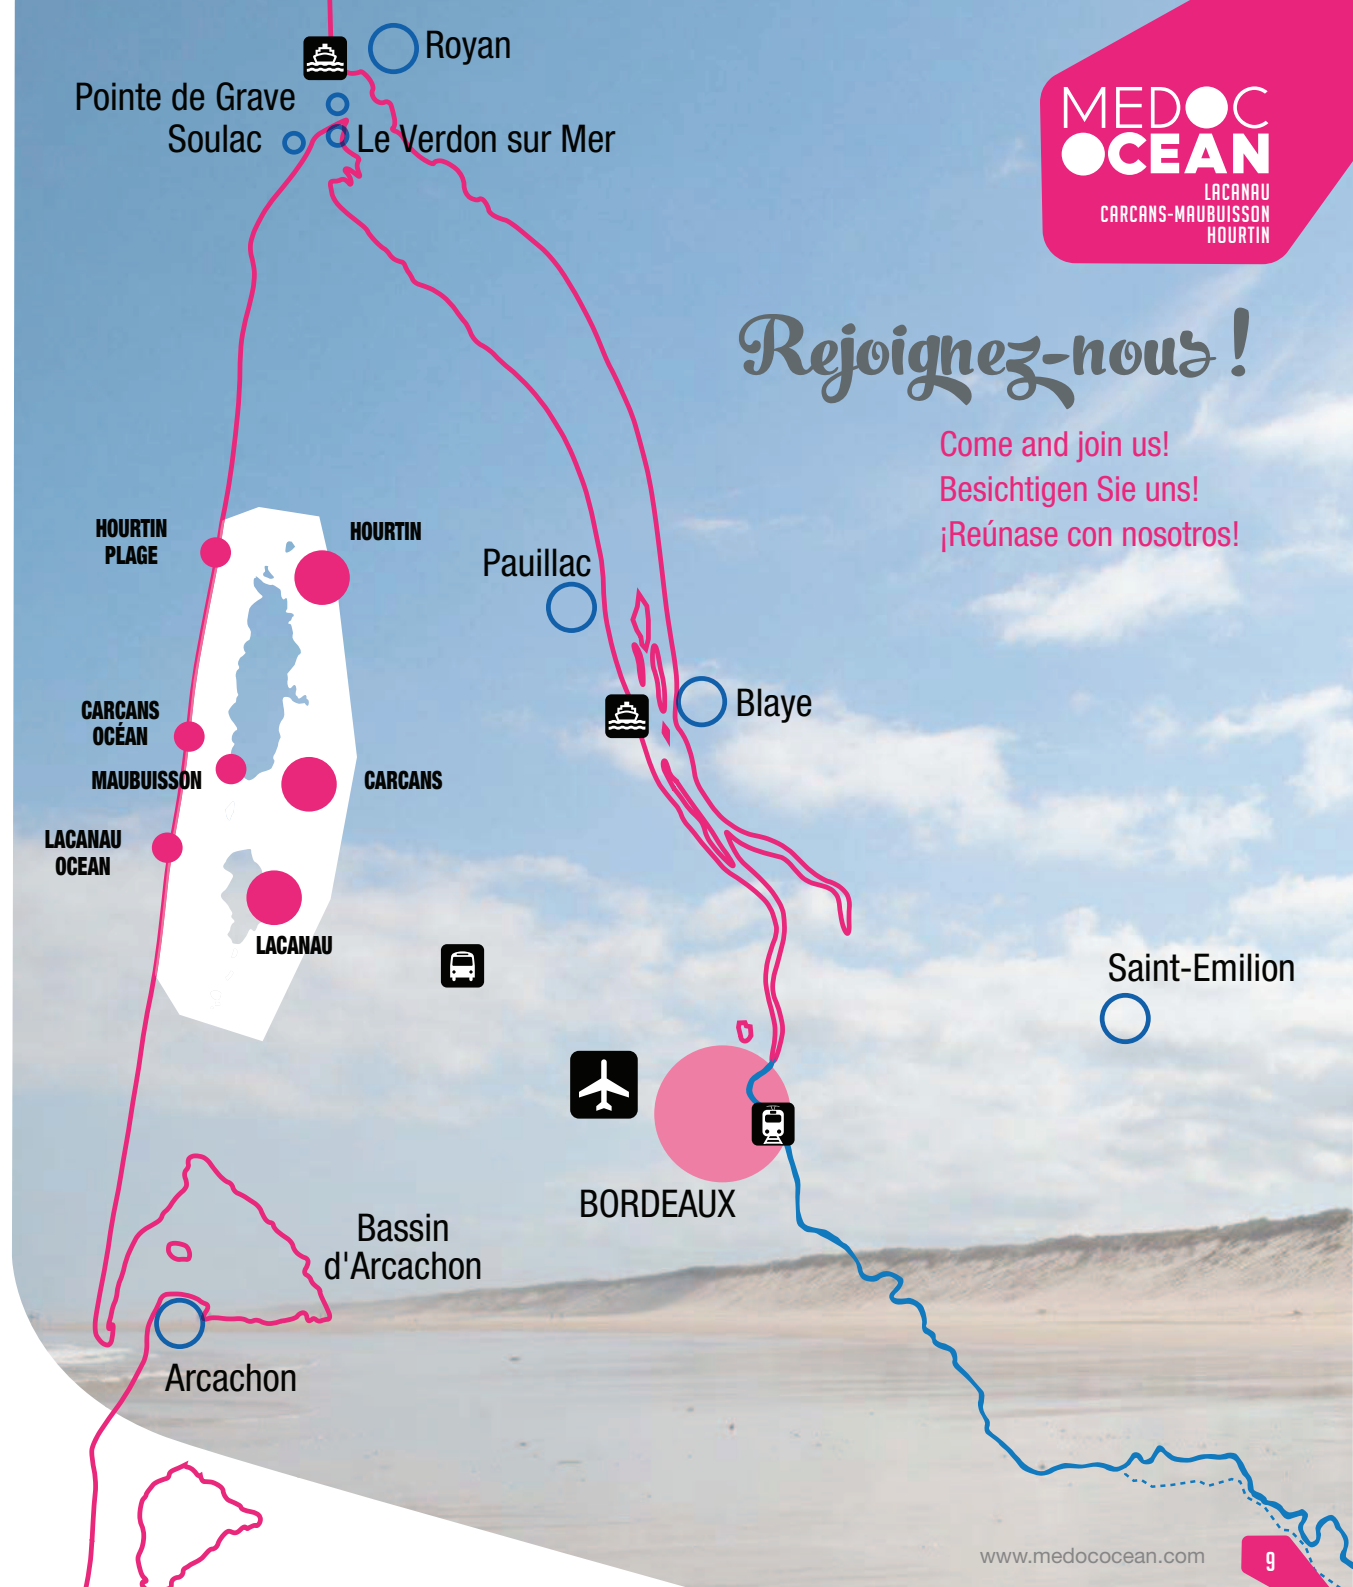 Royan
Pointe de Grave
Soulac
Le Verdon sur Mer
MEDOC
OCEAN
LACANAU
CARCANS-MAUBUISSON
HOURTIN
Rejoignez-nous !
Come and join us!
Besichtigen Sie uns!
¡Reúnase con nosotros!
HOURTIN
PLAGE
HOURTIN
Pauillac
Blaye
CARCANS
OCÉAN
MAUBUISSON
CARCANS
LACANAU
OCEAN
LACANAU
Saint-Emilion
BORDEAUX
Bassin
d'Arcachon
Arcachon
www.medococean.com
9